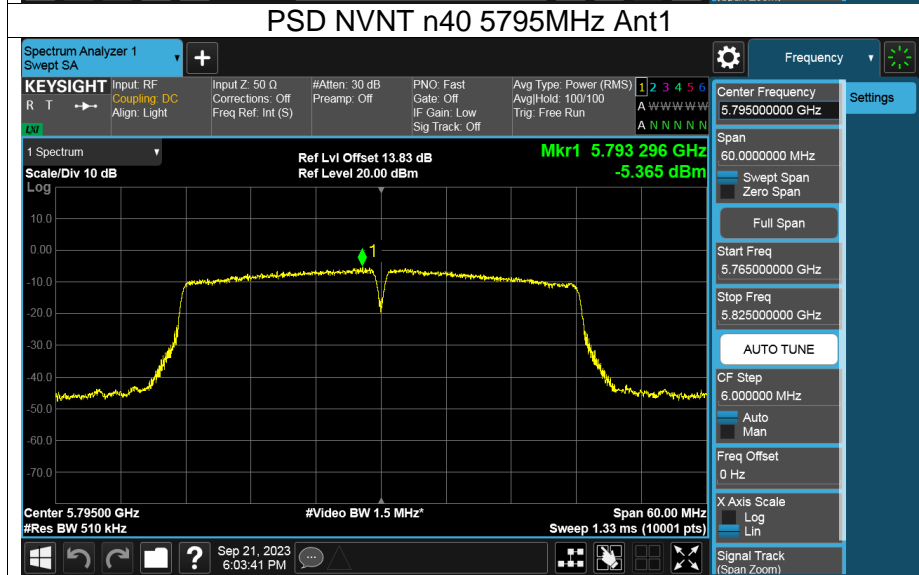 (Span Zoom)
PSD NVNT n40 5795MHz Ant1
Spectrum Analyzer 1
Swept SA
+
Frequency
KEYSIGHT
R T
LXI
Input: RF
Coupling: DC
Align: Light
Input Z: 50 Ω
Corrections: Off
Freq Ref: Int (S)
#Atten: 30 dB
Preamp: Off
PNO: Fast
Gate: Off
IF Gain: Low
Sig Track: Off
Avg Type: Power (RMS)
Avg|Hold: 100/100
Trig: Free Run
1 2 3 4 5 6
A W W W W W
A N N N N N
1 Spectrum
Scale/Div 10 dB
Log
Ref Lvl Offset 13.83 dB
Ref Level 20.00 dBm
Mkr1 5.793 296 GHz
-5.365 dBm
10.0
0.00
-10.0
-20.0
-30.0
-40.0
-50.0
-60.0
-70.0
1
Center 5.79500 GHz
#Res BW 510 kHz
#Video BW 1.5 MHz*
Span 60.00 MHz
Sweep 1.33 ms (10001 pts)
Center Frequency
5.795000000 GHz
Settings
Span
60.0000000 MHz
Swept Span
Zero Span
Full Span
Start Freq
5.765000000 GHz
Stop Freq
5.825000000 GHz
AUTO TUNE
CF Step
6.000000 MHz
Auto
Man
Freq Offset
0 Hz
X Axis Scale
Log
Lin
Signal Track
(Span Zoom)
?
Sep 21, 2023
6:03:41 PM